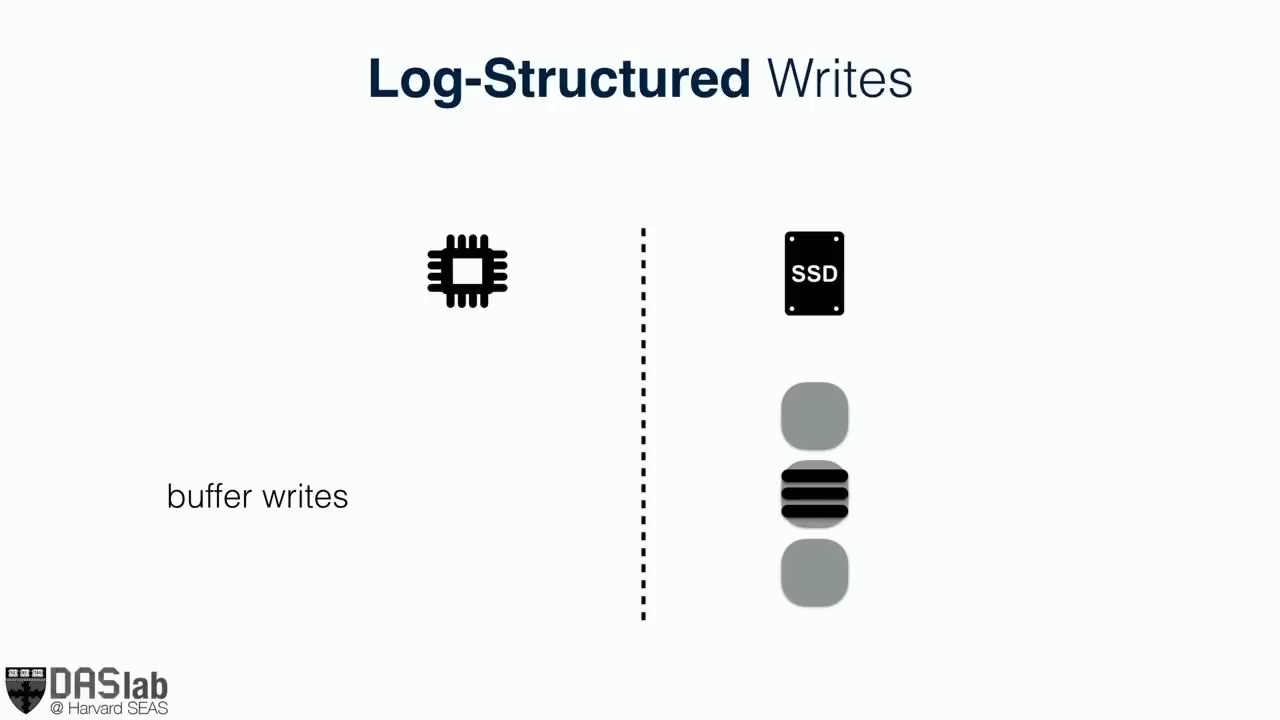 Log-Structured Writes
SSD
buffer writes
DASlab
@ Harvard SEAS